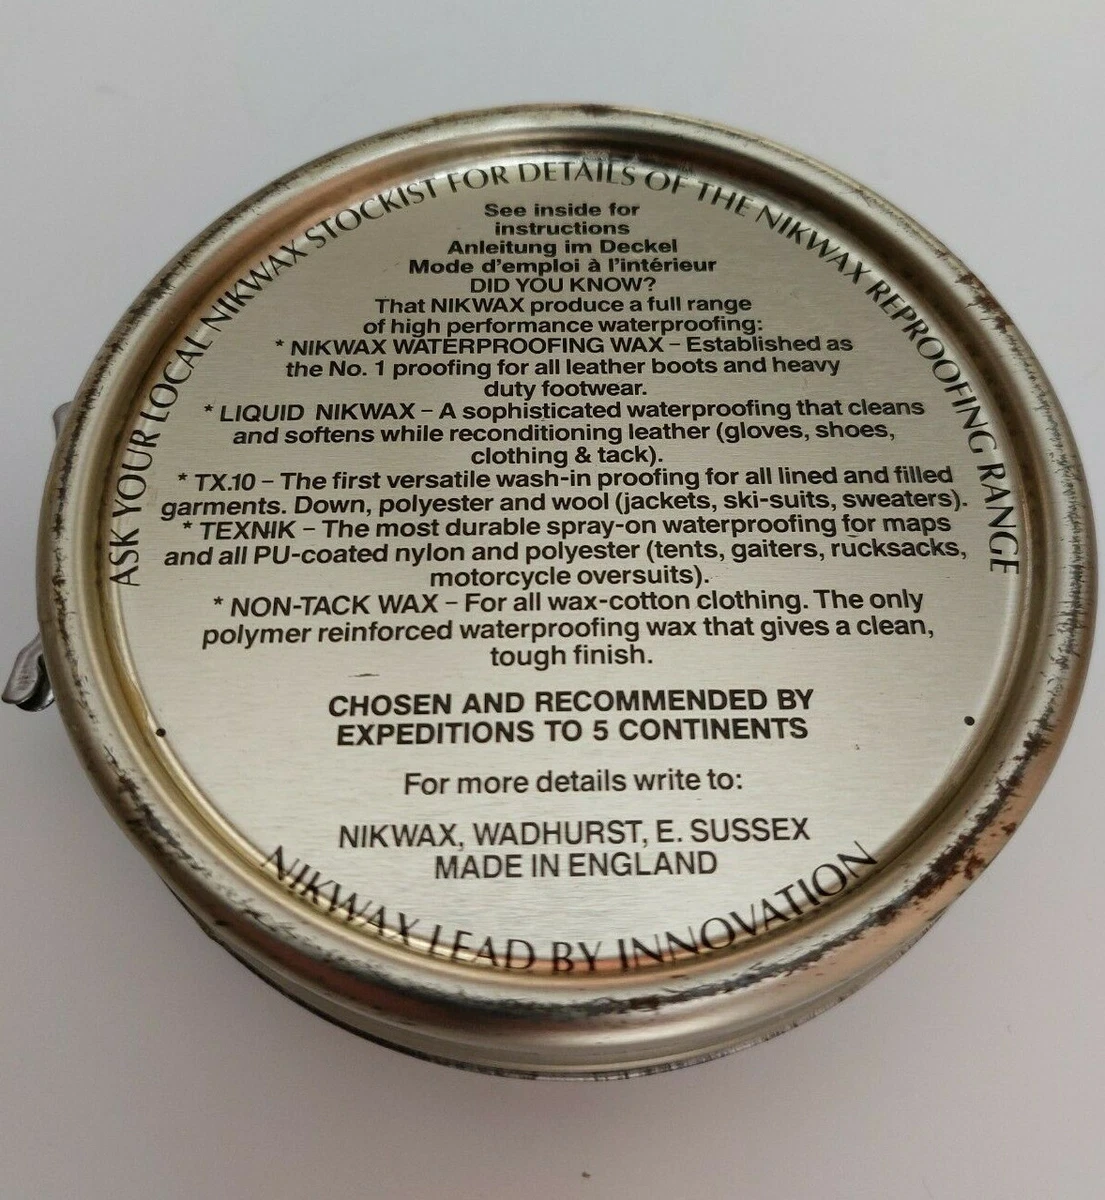 ASK YOUR LOCAL NIKWAX STOCKIST FOR DETAILS OF THE NIKWAX REPROOFING RANGE
See inside for
instructions
Anleitung im Deckel
Mode d'emploi à l'intérieur
DID YOU KNOW?
That NIKWAX produce a full range
of high performance waterproofing:
* NIKWAX WATERPROOFING WAX – Established as
the No. 1 proofing for all leather boots and heavy
duty footwear.
* LIQUID NIKWAX – A sophisticated waterproofing that cleans
and softens while reconditioning leather (gloves, shoes,
clothing & tack).
* TX.10 – The first versatile wash-in proofing for all lined and filled
garments. Down, polyester and wool (jackets, ski-suits, sweaters).
* TEXNIK – The most durable spray-on waterproofing for maps
and all PU-coated nylon and polyester (tents, gaiters, rucksacks,
motorcycle oversuits).
* NON-TACK WAX – For all wax-cotton clothing. The only
polymer reinforced waterproofing wax that gives a clean,
tough finish.
CHOSEN AND RECOMMENDED BY
EXPEDITIONS TO 5 CONTINENTS
For more details write to:
NIKWAX, WADHURST, E. SUSSEX
MADE IN ENGLAND
NIKWAX LEAD BY INNOVATION